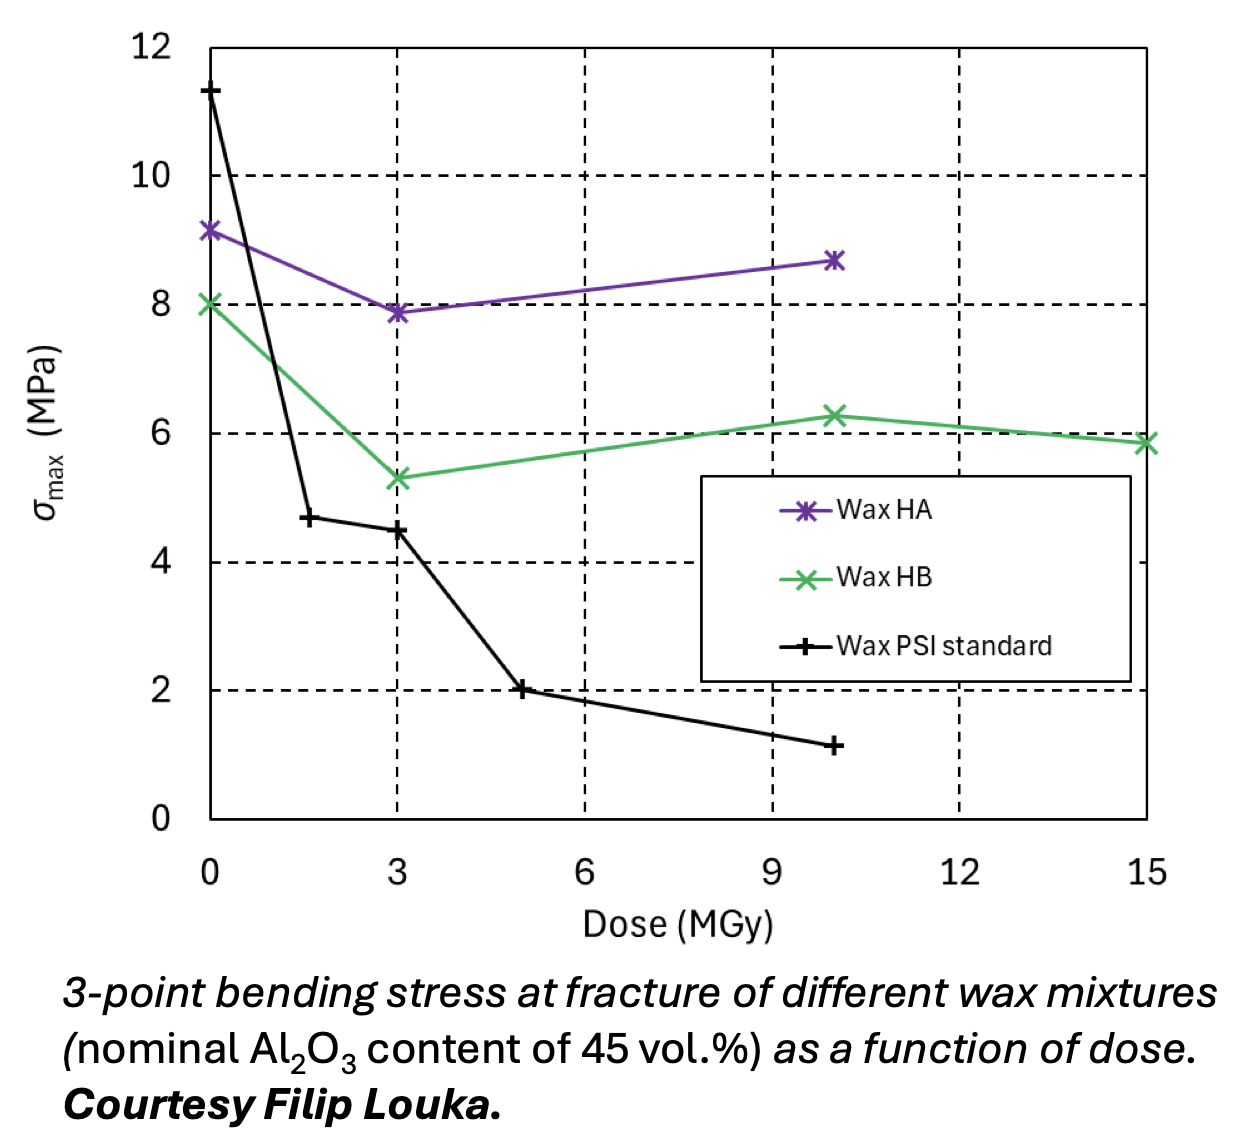 12
10
8
6
4
2
0
σmax (MPa)
Wax HA
Wax HB
Wax PSI standard
0 3 6 9 12 15
Dose (MGy)
3-point bending stress at fracture of different wax mixtures
(nominal Al₂O₃ content of 45 vol.%) as a function of dose.
Courtesy Filip Louka.